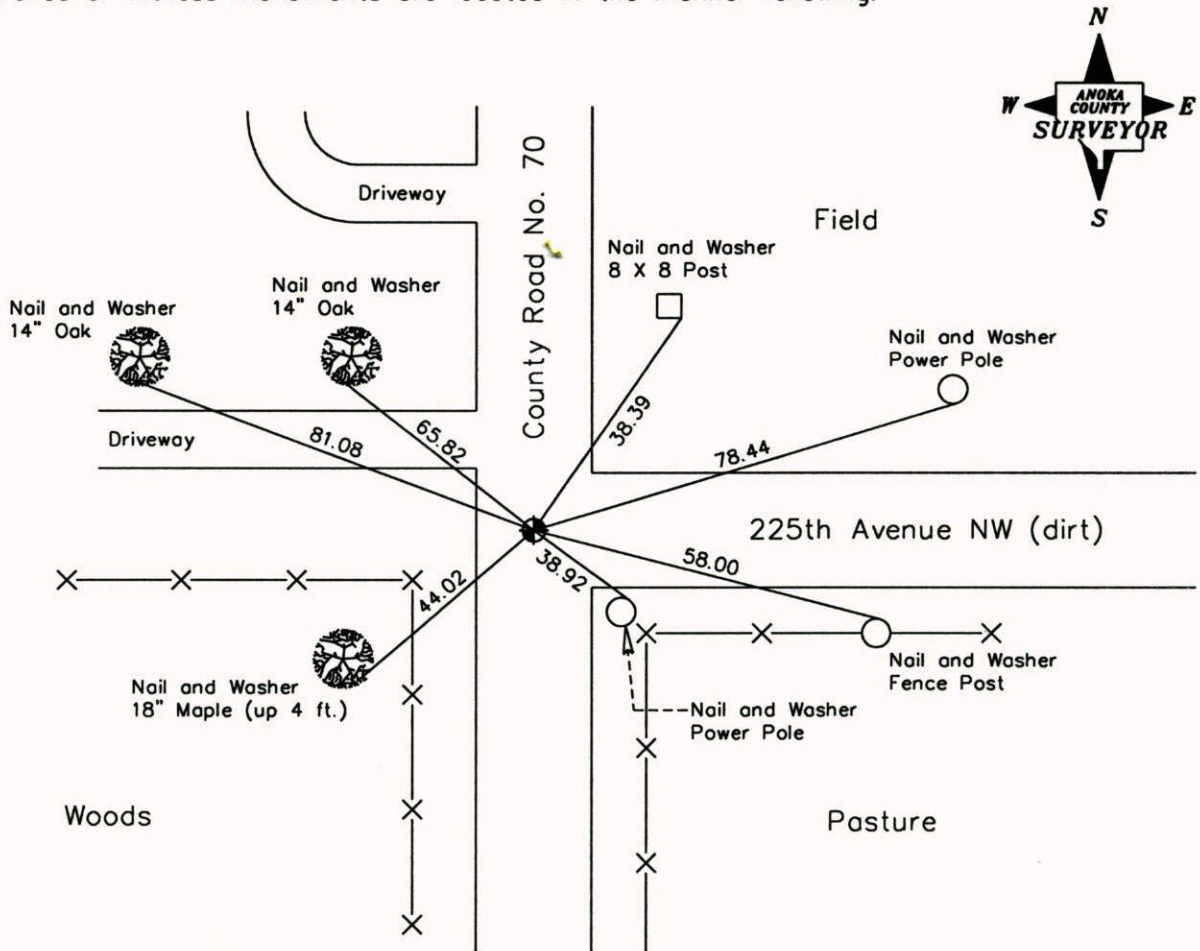 N
W
ANOKA
COUNTY
E
SURVEYOR
S
Driveway
County Road No. 70
Field
Nail and Washer
8 X 8 Post
Nail and Washer
14" Oak
Nail and Washer
14" Oak
Nail and Washer
Power Pole
Driveway
81.08
65.82
38.39
78.44
225th Avenue NW (dirt)
58.00
38.92
44.02
Nail and Washer
Fence Post
Nail and Washer
18" Maple (up 4 ft.)
Nail and Washer
Power Pole
Woods
Pasture